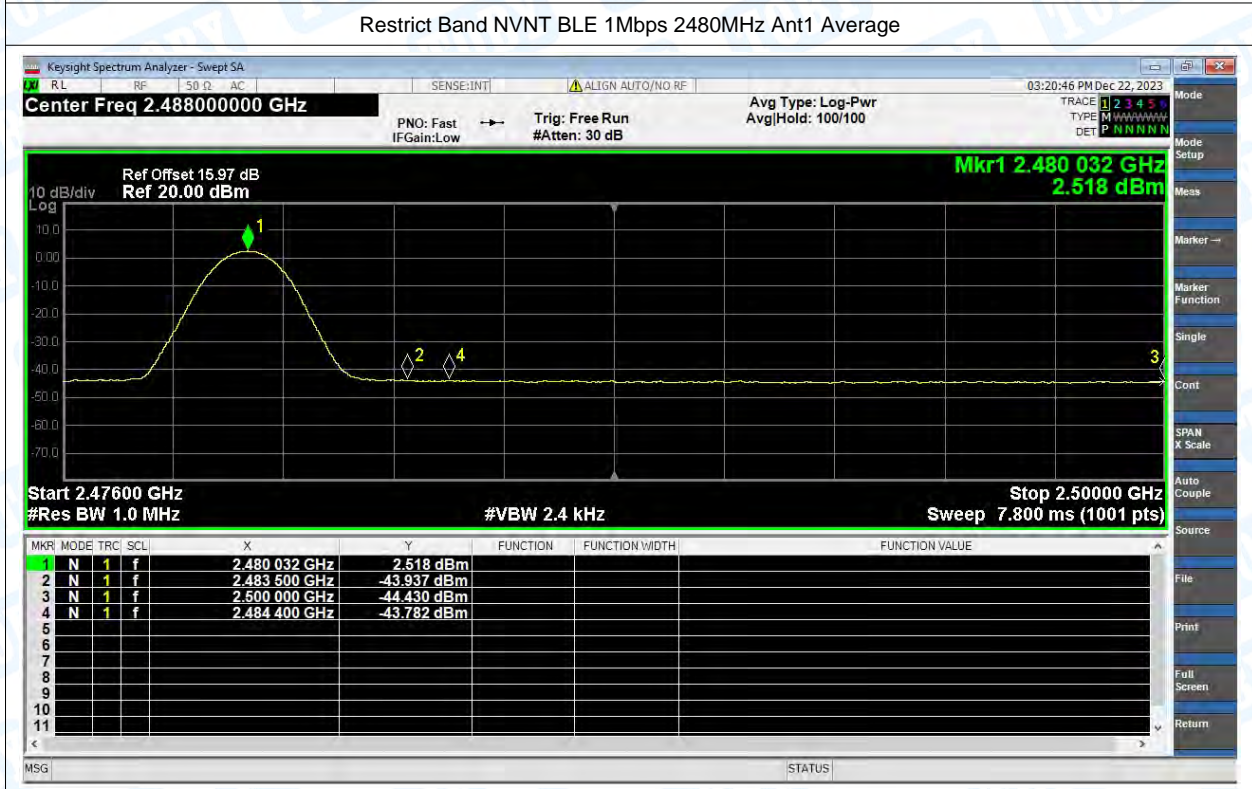 Restrict Band NVNT BLE 1Mbps 2480MHz Ant1 Average
Keysight Spectrum Analyzer - Swept SA
LXI RL RF 50 Ω AC SENSE:INT ALIGN AUTO/NO RF 03:20:46 PM Dec 22, 2023
Center Freq 2.488000000 GHz
PNO: Fast
IFGain:Low
Trig: Free Run
#Atten: 30 dB
Avg Type: Log-Pwr
Avg|Hold: 100/100
TRACE 1 2 3 4 5 6
TYPE M WWWWW
DET P N N N N N
Ref Offset 15.97 dB
Ref 20.00 dBm
10 dB/div
Log
Mkr1 2.480 032 GHz
2.518 dBm
10.0
0.00
-10.0
-20.0
-30.0
-40.0
-50.0
-60.0
-70.0
1
2
4
3
Start 2.47600 GHz
Stop 2.50000 GHz
#Res BW 1.0 MHz
#VBW 2.4 kHz
Sweep 7.800 ms (1001 pts)
MKR MODE TRC SCL X Y FUNCTION FUNCTION WIDTH FUNCTION VALUE
1 N 1 f 2.480 032 GHz 2.518 dBm
2 N 1 f 2.483 500 GHz -43.937 dBm
3 N 1 f 2.500 000 GHz -44.430 dBm
4 N 1 f 2.484 400 GHz -43.782 dBm
5
6
7
8
9
10
11
MSG
STATUS
Mode
Mode Setup
Meas
Marker →
Marker Function
Single
Cont
SPAN X Scale
Auto Couple
Source
File
Print
Full Screen
Return